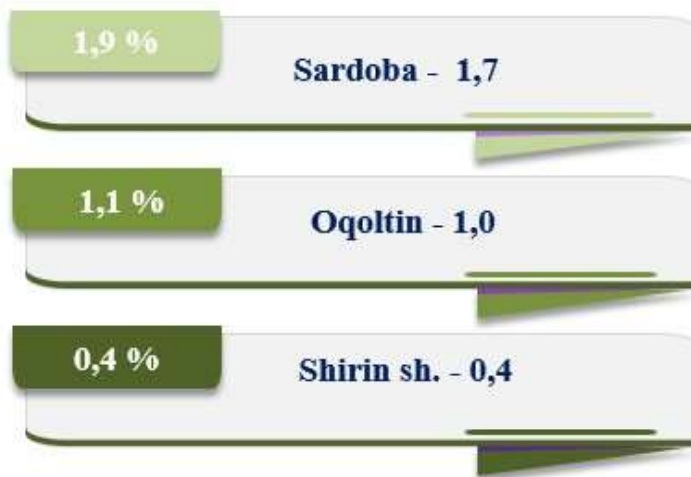 1,9 %
Sardoba - 1,7
1,1 %
Oqoltin - 1,0
0,4 %
Shirin sh. - 0,4